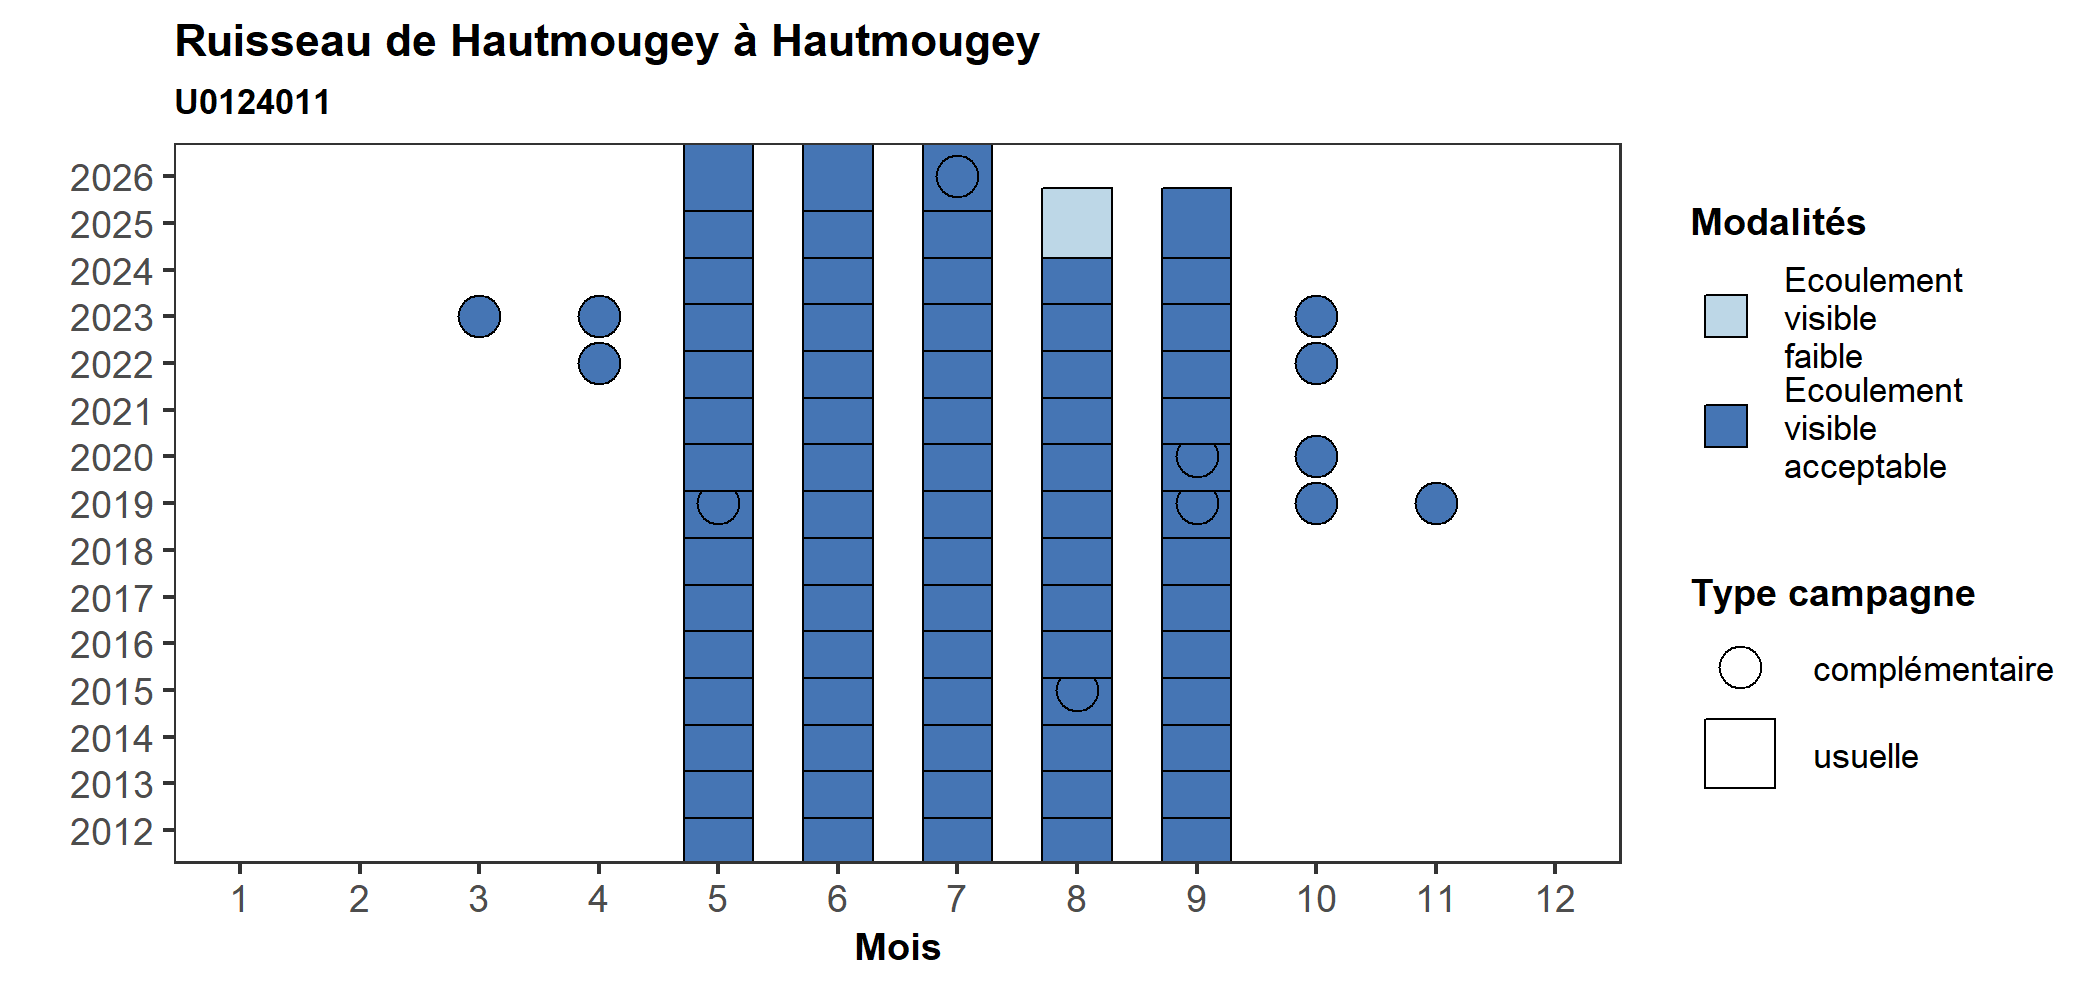 Ruisseau de Hautmougey à Hautmougey
U0124011
2026
2025
2024
2023
2022
2021
2020
2019
2018
2017
2016
2015
2014
2013
2012
1 2 3 4 5 6 7 8 9 10 11 12
Mois
Modalités
Ecoulement
visible
faible
Ecoulement
visible
acceptable
Type campagne
complémentaire
usuelle